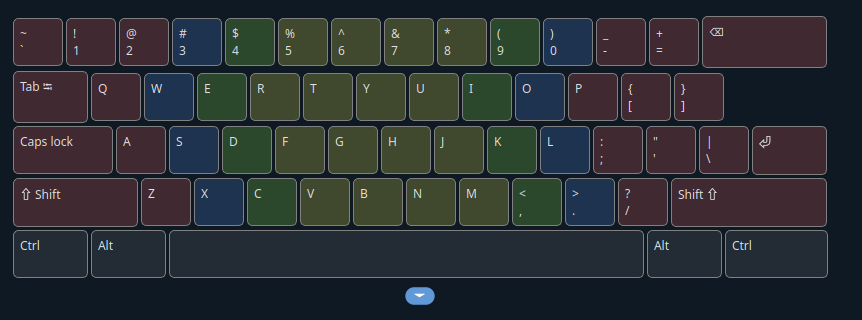 ~ ! @ # $ % ^ & * ( ) _ + ⌫
` 1 2 3 4 5 6 7 8 9 0 - =
Tab ↹ Q W E R T Y U I O P { }
[ ]
Caps lock A S D F G H J K L : " | ⏎
; ' \
⇧ Shift Z X C V B N M < > ? Shift ⇧
, . /
Ctrl Alt Alt Ctrl